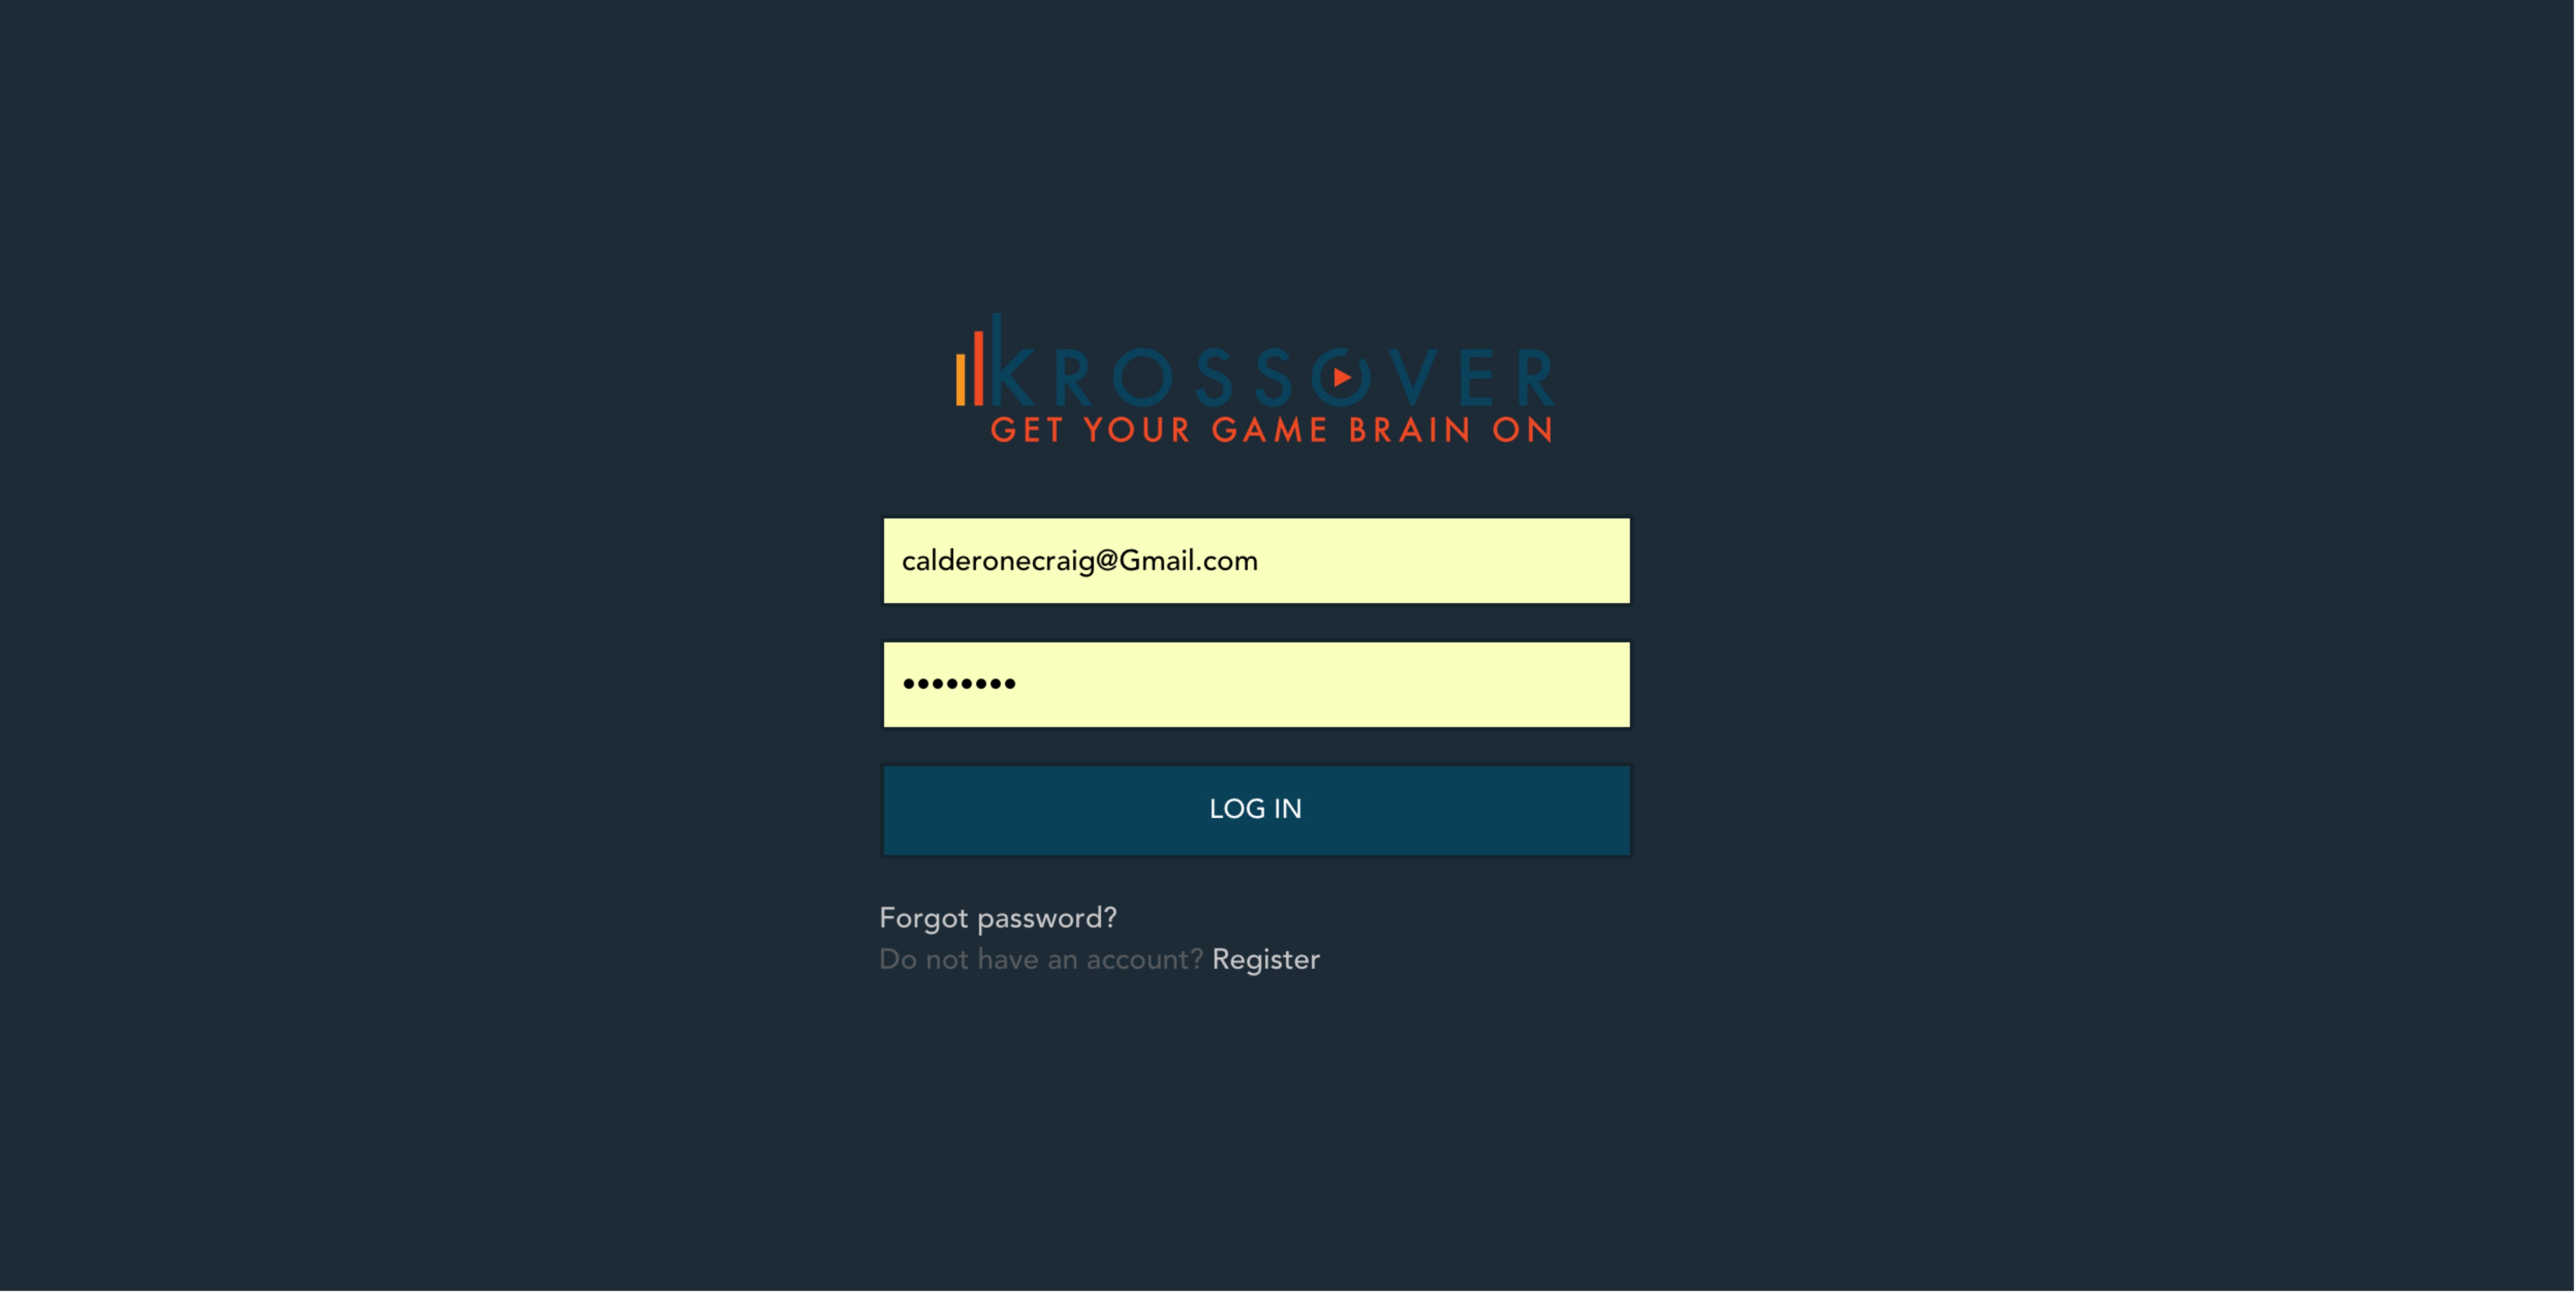 KROSSOVER
GET YOUR GAME BRAIN ON
calderonecraig@Gmail.com
••••••••
LOG IN
Forgot password?
Do not have an account? Register